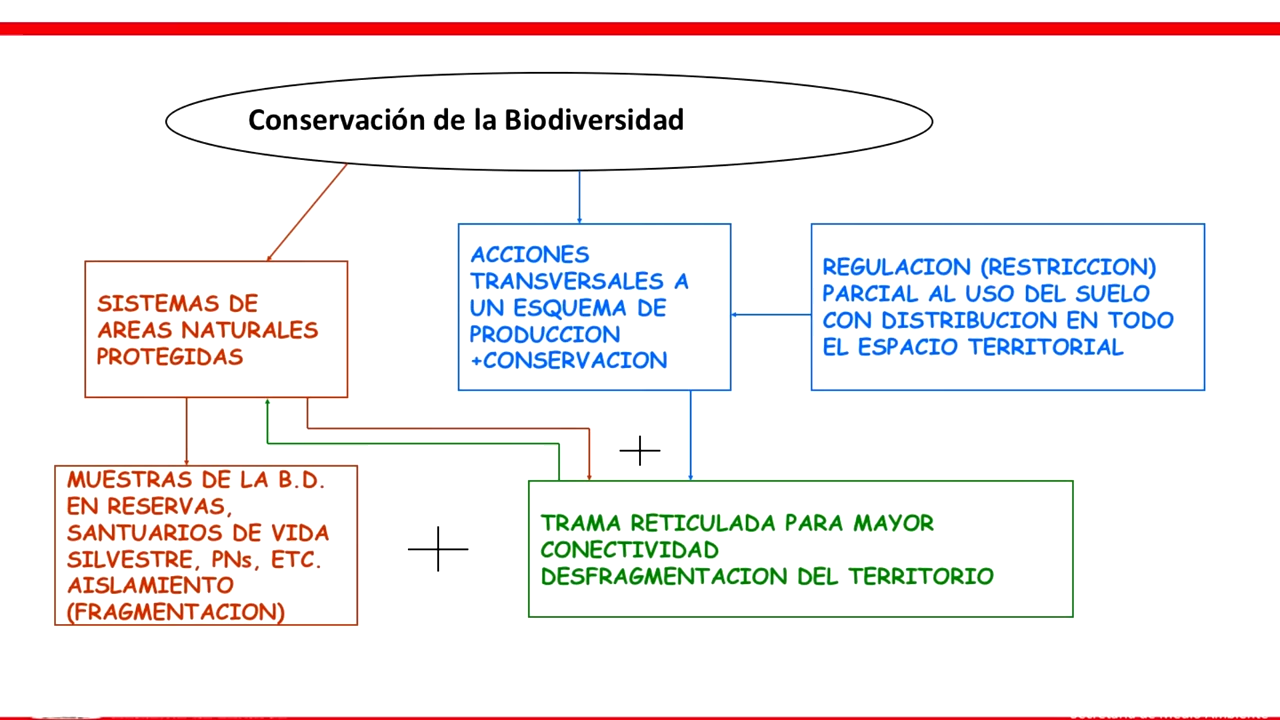 Conservación de la Biodiversidad
SISTEMAS DE
AREAS NATURALES
PROTEGIDAS
ACCIONES
TRANSVERSALES A
UN ESQUEMA DE
PRODUCCION
+CONSERVACION
REGULACION (RESTRICCION)
PARCIAL AL USO DEL SUELO
CON DISTRIBUCION EN TODO
EL ESPACIO TERRITORIAL
MUESTRAS DE LA B.D.
EN RESERVAS,
SANTUARIOS DE VIDA
SILVESTRE, PNs, ETC.
AISLAMIENTO
(FRAGMENTACION)
TRAMA RETICULADA PARA MAYOR
CONECTIVIDAD
DESFRAGMENTACION DEL TERRITORIO